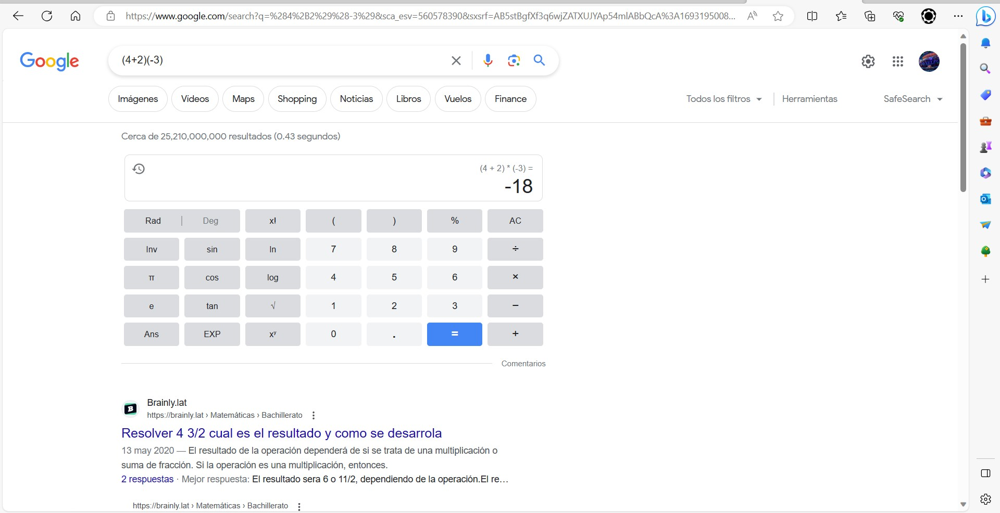 https://www.google.com/search?q=%284%2B2%29%28-3%29&sca_esv=560578390&sxsrf=AB5stBgfXf3q6wjZATXUJYAp54mlABbQcA%3A1693195008...
Google
(4+2)(-3)
Imágenes
Videos
Maps
Shopping
Noticias
Libros
Vuelos
Finance
Todos los filtros
Herramientas
SafeSearch
Cerca de 25,210,000,000 resultados (0.43 segundos)
(4 + 2) * (-3) =
-18
Rad | Deg x! ( ) % AC
Inv sin ln 7 8 9 ÷
π cos log 4 5 6 ×
e tan √ 1 2 3 −
Ans EXP xʸ 0 . = +
Comentarios
Brainly.lat
https://brainly.lat › Matemáticas › Bachillerato
Resolver 4 3/2 cual es el resultado y como se desarrola
13 may 2020 — El resultado de la operación dependerá de si se trata de una multiplicación o
suma de fracción. Si la operación es una multiplicación, entonces.
2 respuestas · Mejor respuesta: El resultado sera 6 o 11/2, dependiendo de la operación.El re...
https://brainly.lat › Matemáticas › Bachillerato